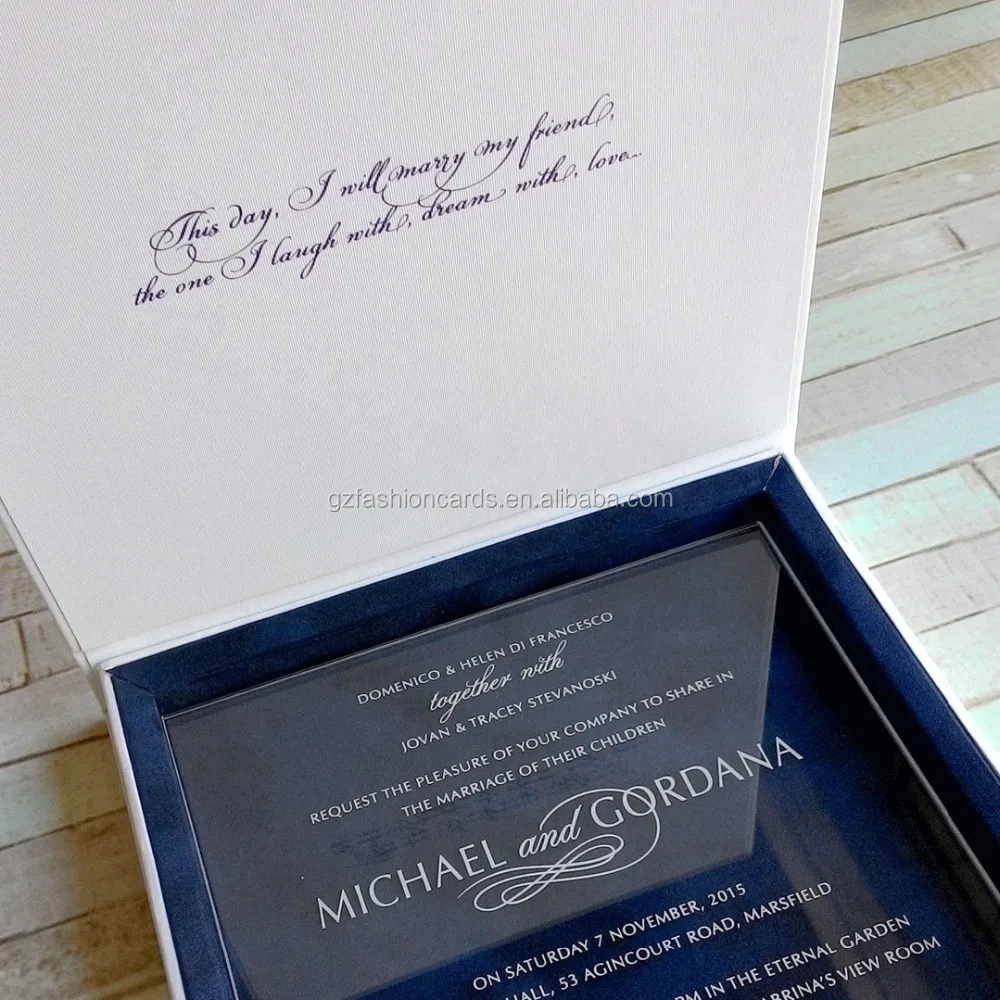 This day, I will marry my friend,
the one I laugh with, dream with, love...
gzfashioncards.en.alibaba.com
DOMENICO & HELEN DI FRANCESCO
together with
JOVAN & TRACEY STEVANOSKI
REQUEST THE PLEASURE OF YOUR COMPANY TO SHARE IN
THE MARRIAGE OF THEIR CHILDREN
MICHAEL and GORDANA
ON SATURDAY 7 NOVEMBER, 2015
HALL, 53 AGINCOURT ROAD, MARSFIELD
PM IN THE ETERNAL GARDEN
VIEW ROOM